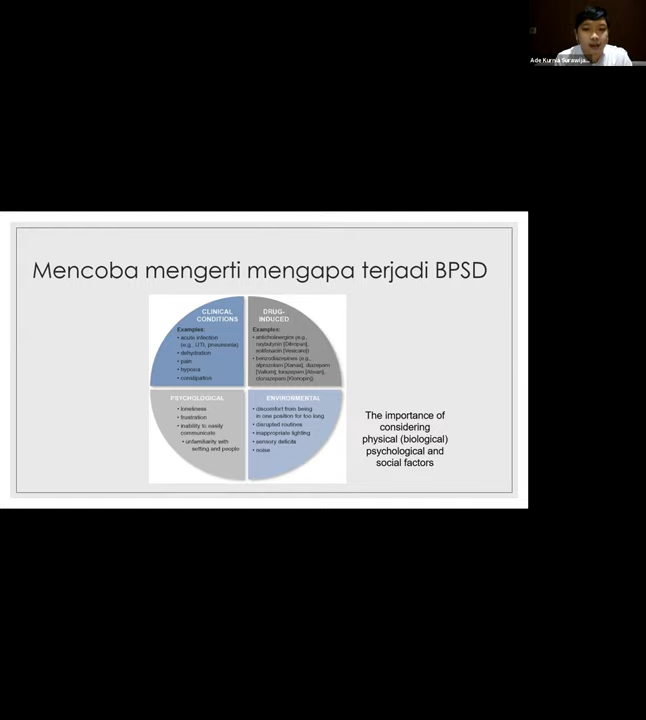 Ade Kurnia Surawija...
Mencoba mengerti mengapa terjadi BPSD
CLINICAL
CONDITIONS
Examples:
• acute infection
(e.g., UTI, pneumonia)
• dehydration
• pain
• hypoxia
• constipation
DRUG-
INDUCED
Examples:
• anticholinergics (e.g.,
oxybutynin [Ditropan],
solifenacin [Vesicare])
• benzodiazepines (e.g.,
alprazolam [Xanax], diazepam
[Valium], lorazepam [Ativan],
clonazepam [Klonopin])
PSYCHOLOGICAL
• loneliness
• frustration
• inability to easily
communicate
• unfamiliarity with
setting and people
ENVIRONMENTAL
• discomfort from being
in one position for too long
• disrupted routines
• inappropriate lighting
• sensory deficits
• noise
The importance of
considering
physical (biological)
psychological and
social factors